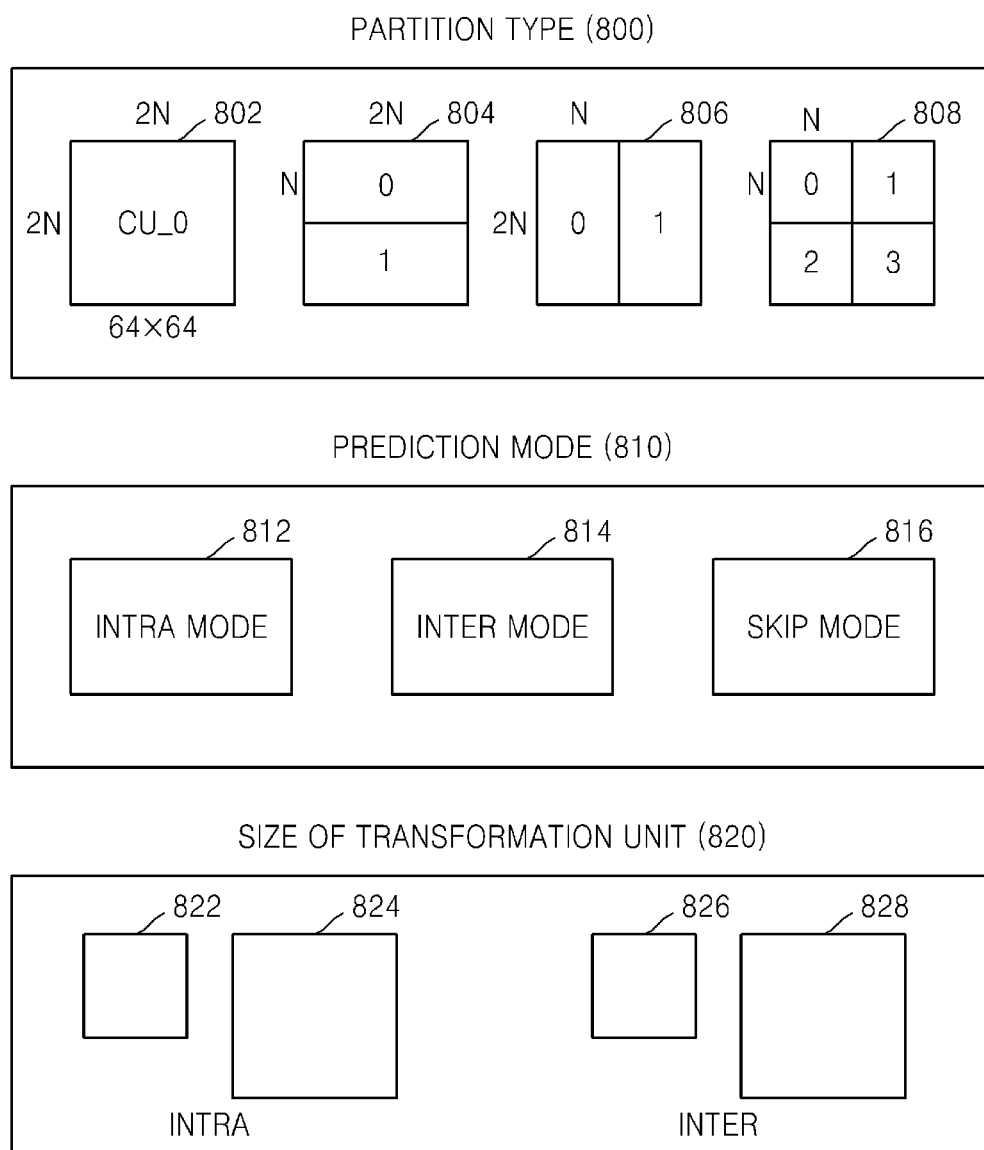 PARTITION TYPE (800)
2N 802 2N 804 N 806 N 808
2N CU_0 N 0 1 2N 0 1 N 0 1 2 3
64×64
PREDICTION MODE (810)
812 814 816
INTRA MODE INTER MODE SKIP MODE
SIZE OF TRANSFORMATION UNIT (820)
822 824 826 828
INTRA INTER